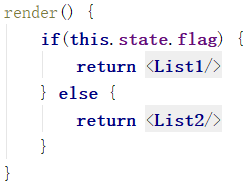 render() {
    if(this.state.flag) {
        return <List1/>
    } else {
        return <List2/>
    }
}